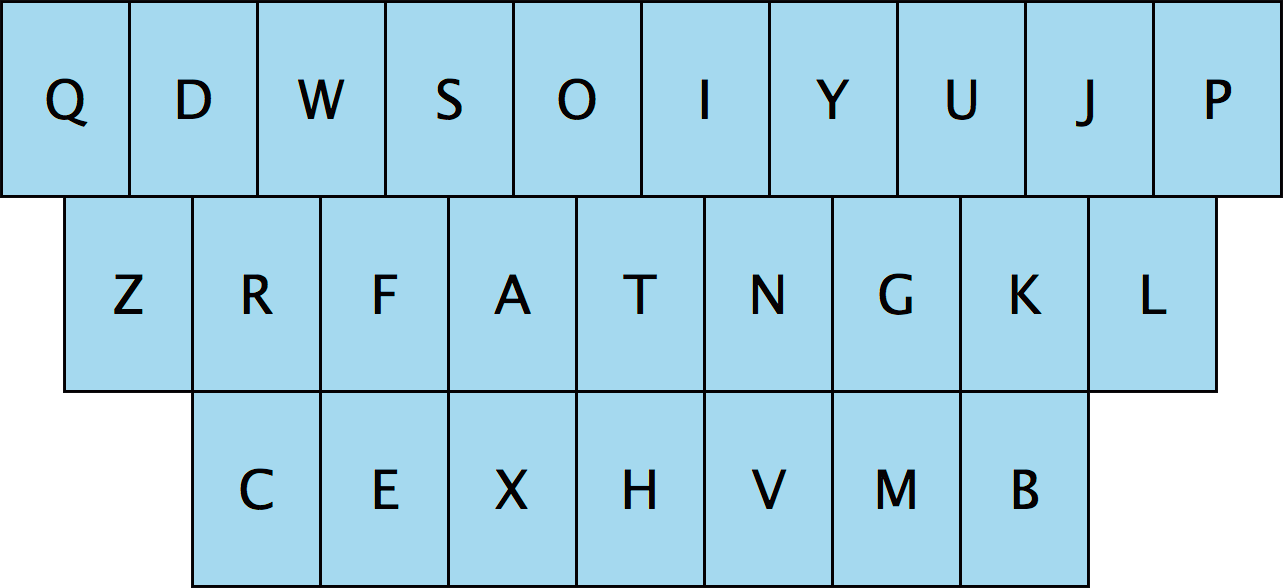 Q D W S O I Y U J P
Z R F A T N G K L
C E X H V M B